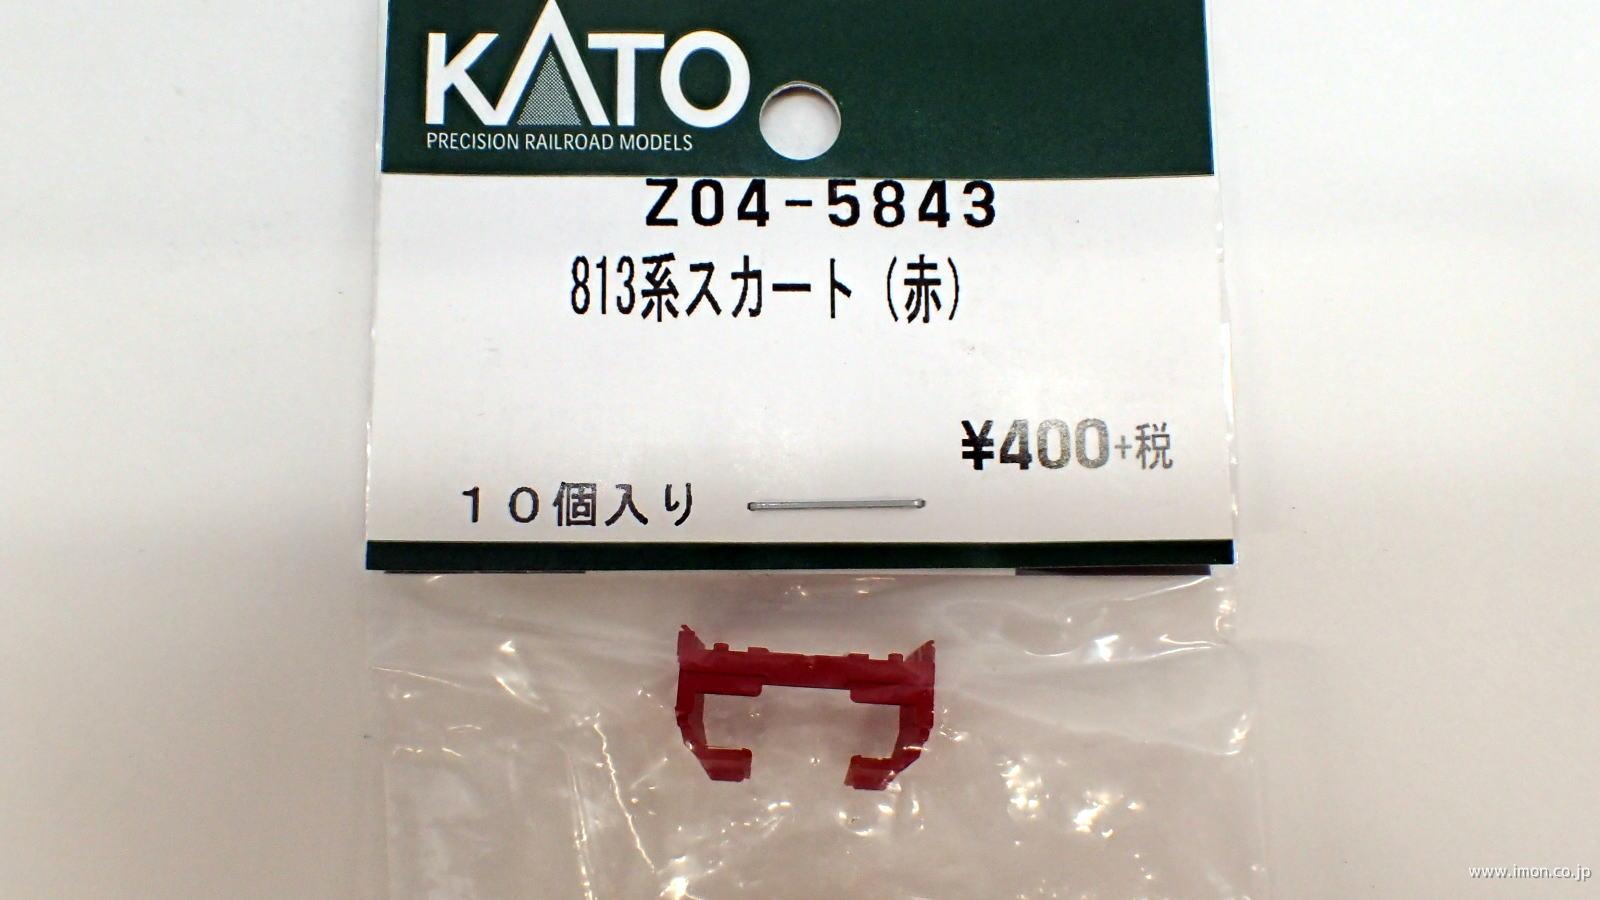 KATO
PRECISION RAILROAD MODELS
Z04-5843
813系スカート(赤)
¥400+税
10個入り
www.imon.co.jp